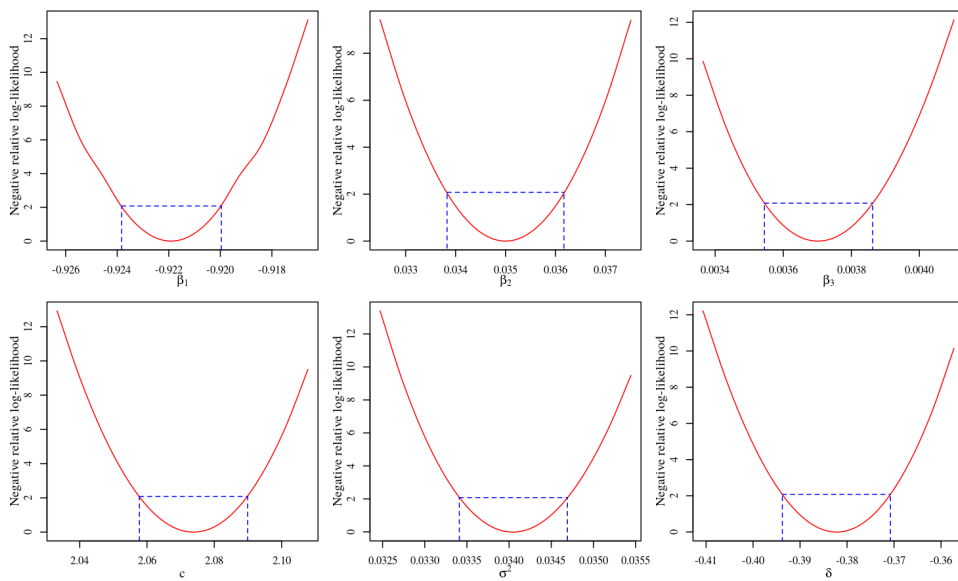 Negative relative log-likelihood
0 2 4 6 8 10 12
-0.926 -0.924 -0.922 -0.920 -0.918
β1
Negative relative log-likelihood
0 2 4 6 8
0.033 0.034 0.035 0.036 0.037
β2
Negative relative log-likelihood
0 2 4 6 8 10 12
0.0034 0.0036 0.0038 0.0040
β3
Negative relative log-likelihood
0 2 4 6 8 10 12
2.04 2.06 2.08 2.10
c
Negative relative log-likelihood
0 2 4 6 8 10 12
0.0325 0.0330 0.0335 0.0340 0.0345 0.0350 0.0355
σ2
Negative relative log-likelihood
0 2 4 6 8 10 12
-0.41 -0.40 -0.39 -0.38 -0.37 -0.36
δ